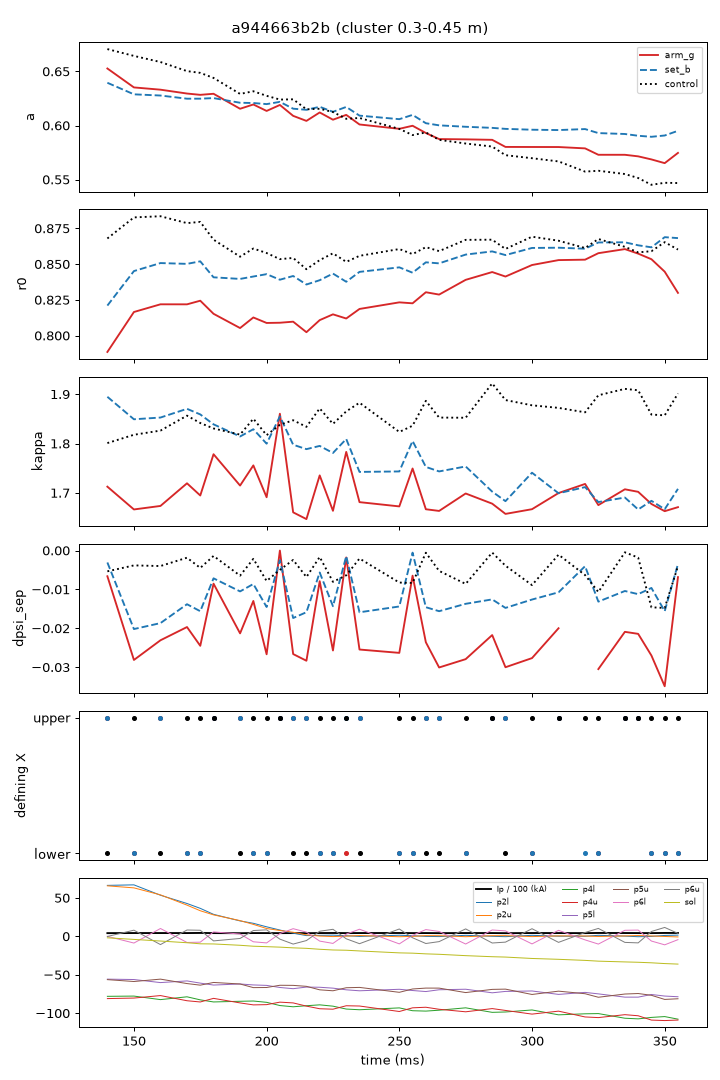 a944663b2b (cluster 0.3-0.45 m)
arm_g
set_b
control
0.65
0.60
0.55
a
0.875
0.850
0.825
0.800
r0
1.9
1.8
1.7
kappa
0.00
−0.01
−0.02
−0.03
dpsi_sep
upper
lower
defining X
Ip / 100 (kA)
p2l
p2u
p4l
p4u
p5l
p5u
p6l
p6u
sol
50
0
−50
−100
150
200
250
300
350
time (ms)